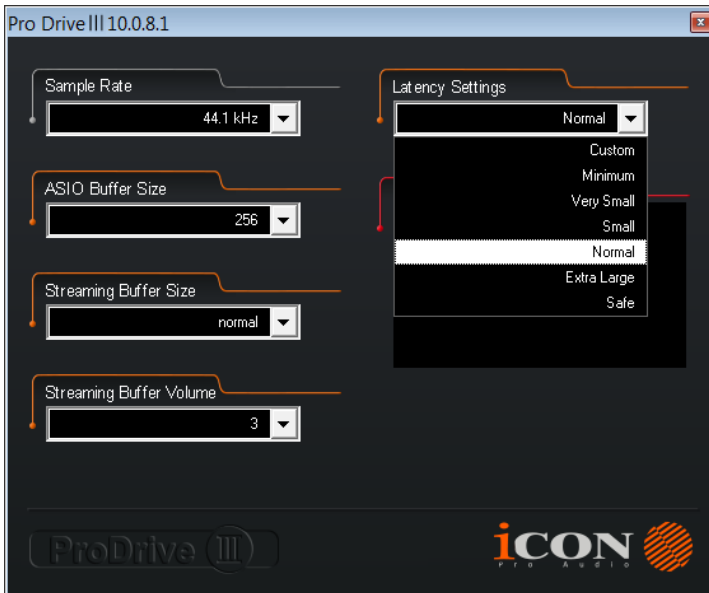 Pro Drive III 10.0.8.1
Sample Rate
44.1 kHz
ASIO Buffer Size
256
Streaming Buffer Size
normal
Streaming Buffer Volume
3
Latency Settings
Normal
Custom
Minimum
Very Small
Small
Normal
Extra Large
Safe
ProDrive III
iCON
Pro Audio